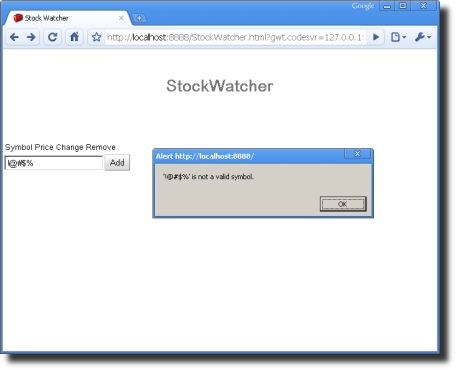 Google
Stock Watcher
http://localhost:8888/StockWatcher.html?gwt.codesvr=127.0.0.1:
StockWatcher
Symbol Price Change Remove
!@#$% Add
Alert http://localhost:8888/
'!@#$%' is not a valid symbol.
OK